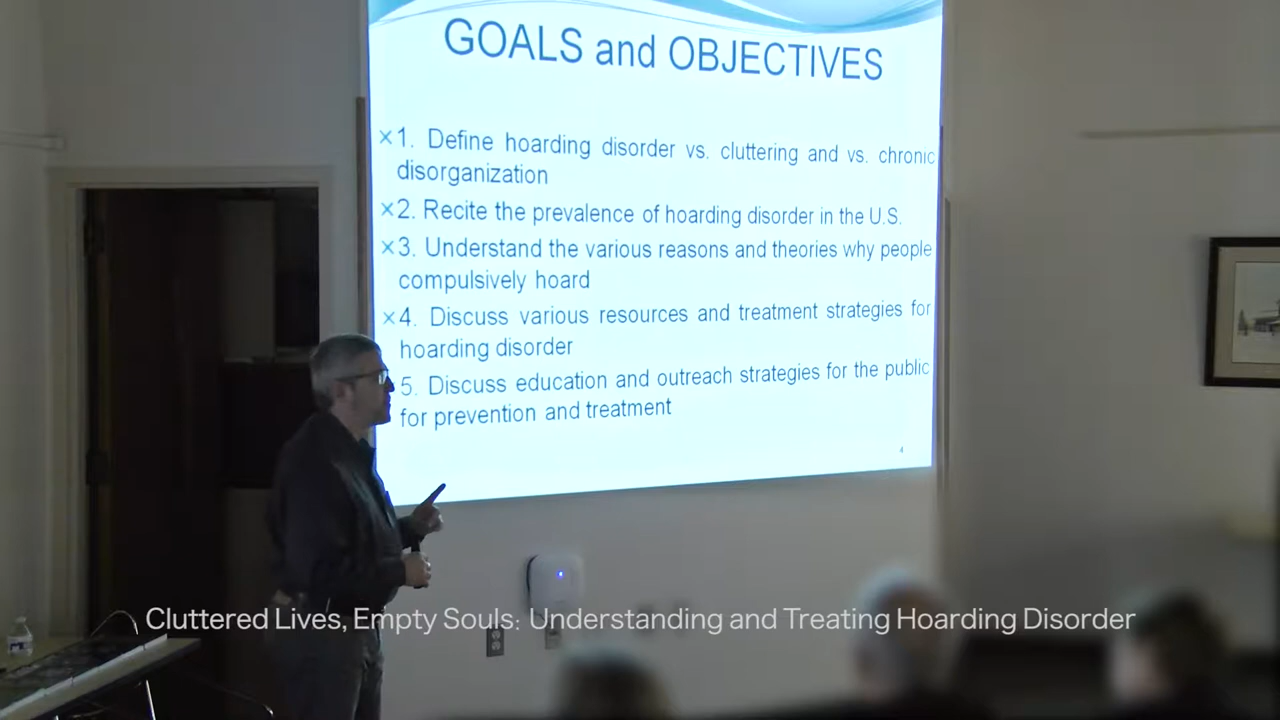 GOALS and OBJECTIVES
×1. Define hoarding disorder vs. cluttering and vs. chronic
disorganization
×2. Recite the prevalence of hoarding disorder in the U.S.
×3. Understand the various reasons and theories why people
compulsively hoard
×4. Discuss various resources and treatment strategies for
hoarding disorder
5. Discuss education and outreach strategies for the public
for prevention and treatment
4
Cluttered Lives, Empty Souls: Understanding and Treating Hoarding Disorder